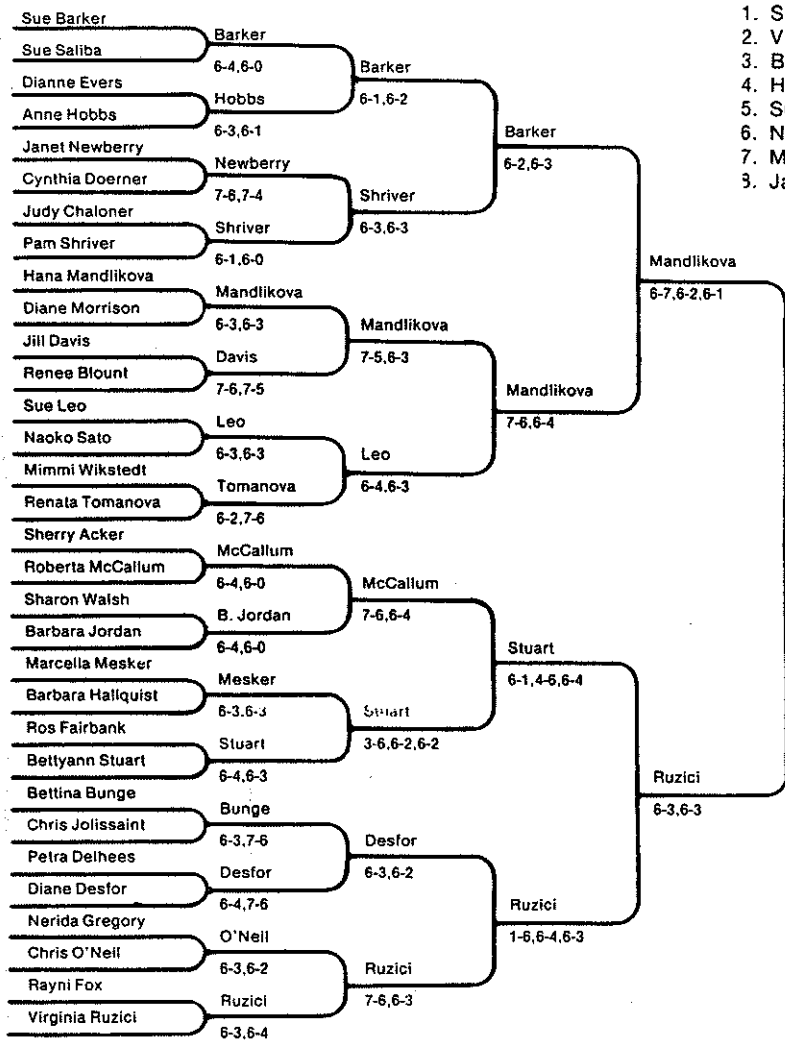 Sue Barker
Sue Saliba
Dianne Evers
Anne Hobbs
Janet Newberry
Cynthia Doerner
Judy Chaloner
Pam Shriver
Hana Mandlikova
Diane Morrison
Jill Davis
Renee Blount
Sue Leo
Naoko Sato
Mimmi Wikstedt
Renata Tomanova
Sherry Acker
Roberta McCallum
Sharon Walsh
Barbara Jordan
Marcella Mesker
Barbara Hallquist
Ros Fairbank
Bettyann Stuart
Bettina Bunge
Chris Jolissaint
Petra Delhees
Diane Desfor
Nerida Gregory
Chris O'Neil
Rayni Fox
Virginia Ruzici
Barker
6-4,6-0
Hobbs
6-3,6-1
Newberry
7-6,7-4
Shriver
6-1,6-0
Mandlikova
6-3,6-3
Davis
7-6,7-5
Leo
6-3,6-3
Tomanova
6-2,7-6
McCallum
6-4,6-0
B. Jordan
6-4,6-0
Mesker
6-3.6-3
Stuart
6-4,6-3
Bunge
6-3,7-6
Desfor
6-4,7-6
O'Neil
6-3,6-2
Ruzici
6-3,6-4
Barker
6-1,6-2
Shriver
6-3,6-3
Mandlikova
7-5,6-3
Leo
6-4.6-3
McCallum
7-6,6-4
Stuart
3-6,6-2,6-2
Desfor
6-3,6-2
Ruzici
7-6,6-3
Barker
6-2,6-3
Mandlikova
7-6,6-4
Stuart
6-1,4-6,6-4
Ruzici
1-6,6-4,6-3
Mandlikova
6-7,6-2,6-1
Ruzici
6-3,6-3
1. S
2. V
3. B
4. H
5. S
6. N
7. M
8. Ja